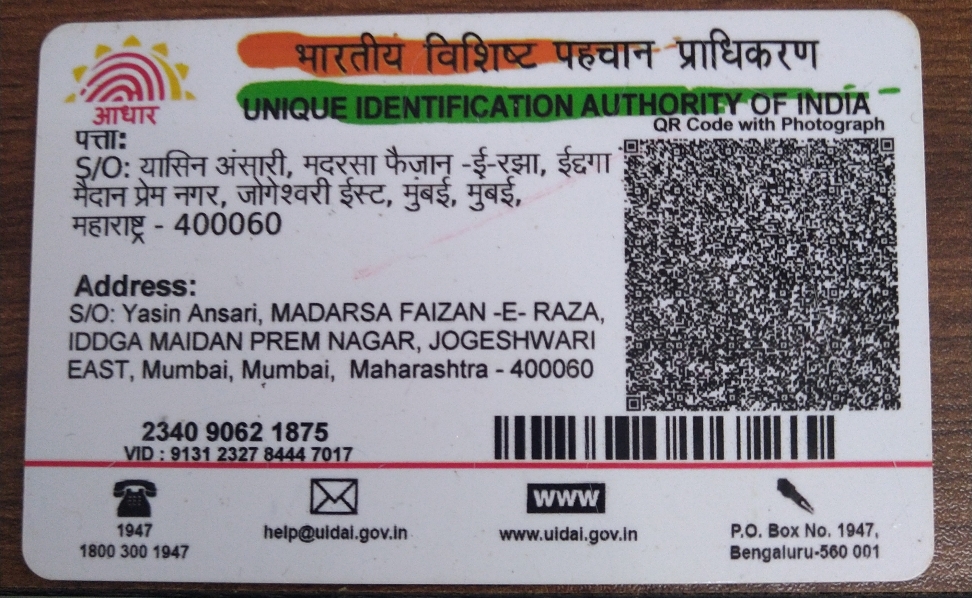 भारतीय विशिष्ट पहचान प्राधिकरण
आधार
UNIQUE IDENTIFICATION AUTHORITY OF INDIA
QR Code with Photograph
पत्ता:
S/O: यासिन अंसारी, मदरसा फैज़ान -ई-रझा, ईद्दगा
मैदान प्रेम नगर, जोगेश्वरी ईस्ट, मुंबई, मुंबई,
महाराष्ट्र - 400060
Address:
S/O: Yasin Ansari, MADARSA FAIZAN -E- RAZA,
IDDGA MAIDAN PREM NAGAR, JOGESHWARI
EAST, Mumbai, Mumbai, Maharashtra - 400060
2340 9062 1875
VID : 9131 2327 8444 7017
1947
1800 300 1947
help@uidai.gov.in
www
www.uidai.gov.in
P.O. Box No. 1947,
Bengaluru-560 001